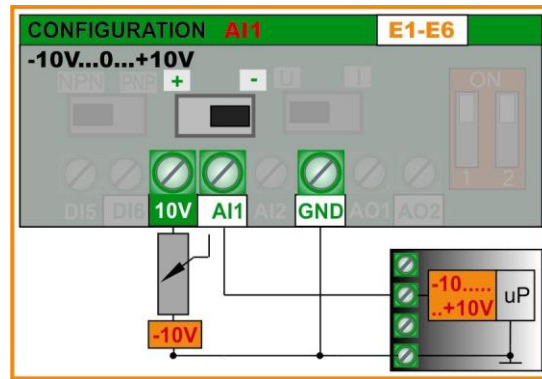 CONFIGURATION AI1 E1-E6
-10V...0...+10V
NPN PNP + - U I ON
1 2
DI5 DI6 10V AI1 AI2 GND AO1 AO2
-10.....
..+10V
uP
-10V